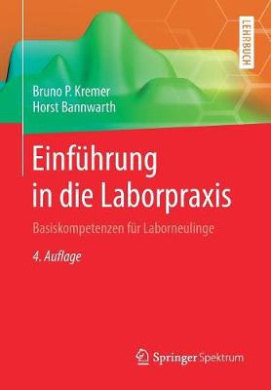 LEHRBUCH
Bruno P. Kremer
Horst Bannwarth
Einführung
in die Laborpraxis
Basiskompetenzen für Laborneulinge
4. Auflage
Springer Spektrum